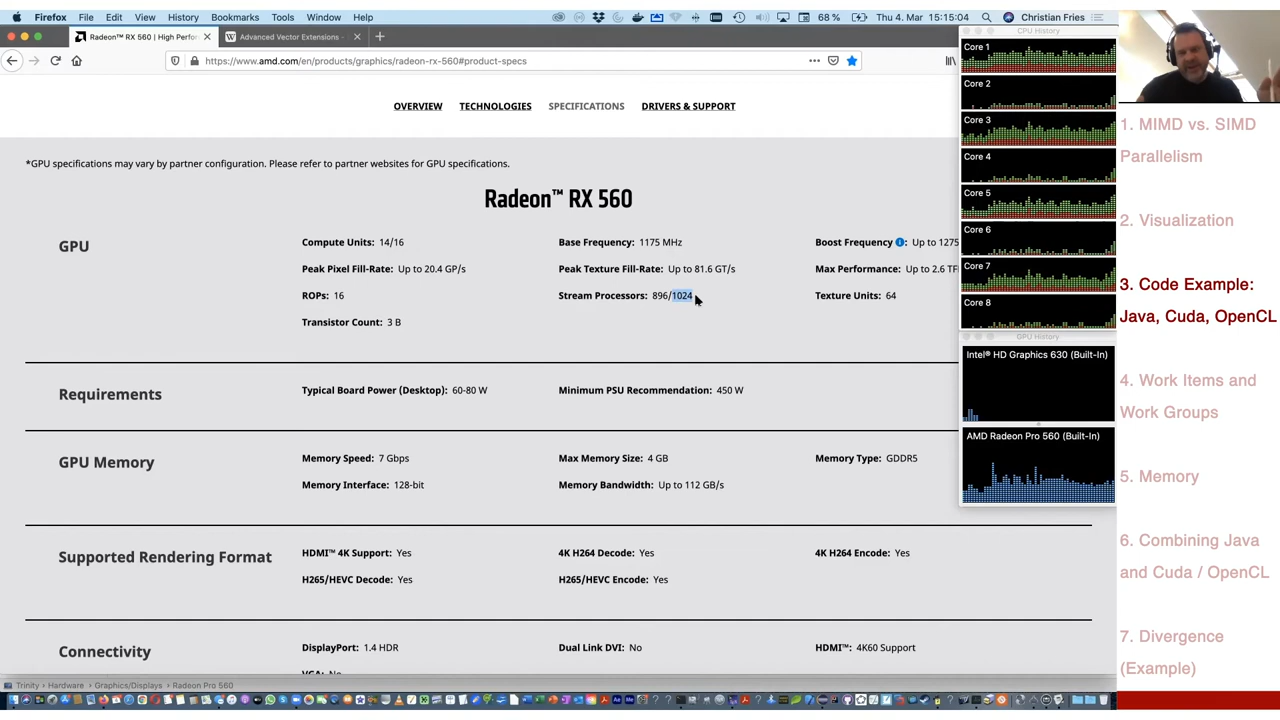 Firefox File Edit View History Bookmarks Tools Window Help 68 % Thu 4. Mar 15:15:04 Christian Fries
Radeon™ RX 560 | High Perfor
Advanced Vector Extensions -
https://www.amd.com/en/products/graphics/radeon-rx-560#product-specs
OVERVIEW TECHNOLOGIES SPECIFICATIONS DRIVERS & SUPPORT
*GPU specifications may vary by partner configuration. Please refer to partner websites for GPU specifications.
Radeon™ RX 560
GPU
Compute Units: 14/16 Base Frequency: 1175 MHz Boost Frequency i: Up to 1275
Peak Pixel Fill-Rate: Up to 20.4 GP/s Peak Texture Fill-Rate: Up to 81.6 GT/s Max Performance: Up to 2.6 TF
ROPs: 16 Stream Processors: 896/1024 Texture Units: 64
Transistor Count: 3 B
Requirements
Typical Board Power (Desktop): 60-80 W Minimum PSU Recommendation: 450 W
GPU Memory
Memory Speed: 7 Gbps Max Memory Size: 4 GB Memory Type: GDDR5
Memory Interface: 128-bit Memory Bandwidth: Up to 112 GB/s
Supported Rendering Format
HDMI™ 4K Support: Yes 4K H264 Decode: Yes 4K H264 Encode: Yes
H265/HEVC Decode: Yes H265/HEVC Encode: Yes
Connectivity
DisplayPort: 1.4 HDR Dual Link DVI: No HDMI™: 4K60 Support
VGA: No
Trinity › Hardware › Graphics/Displays › Radeon Pro 560
CPU History
Core 1
Core 2
Core 3
Core 4
Core 5
Core 6
Core 7
Core 8
GPU History
Intel® HD Graphics 630 (Built-In)
AMD Radeon Pro 560 (Built-In)
1. MIMD vs. SIMD
Parallelism
2. Visualization
3. Code Example:
Java, Cuda, OpenCL
4. Work Items and
Work Groups
5. Memory
6. Combining Java
and Cuda / OpenCL
7. Divergence
(Example)